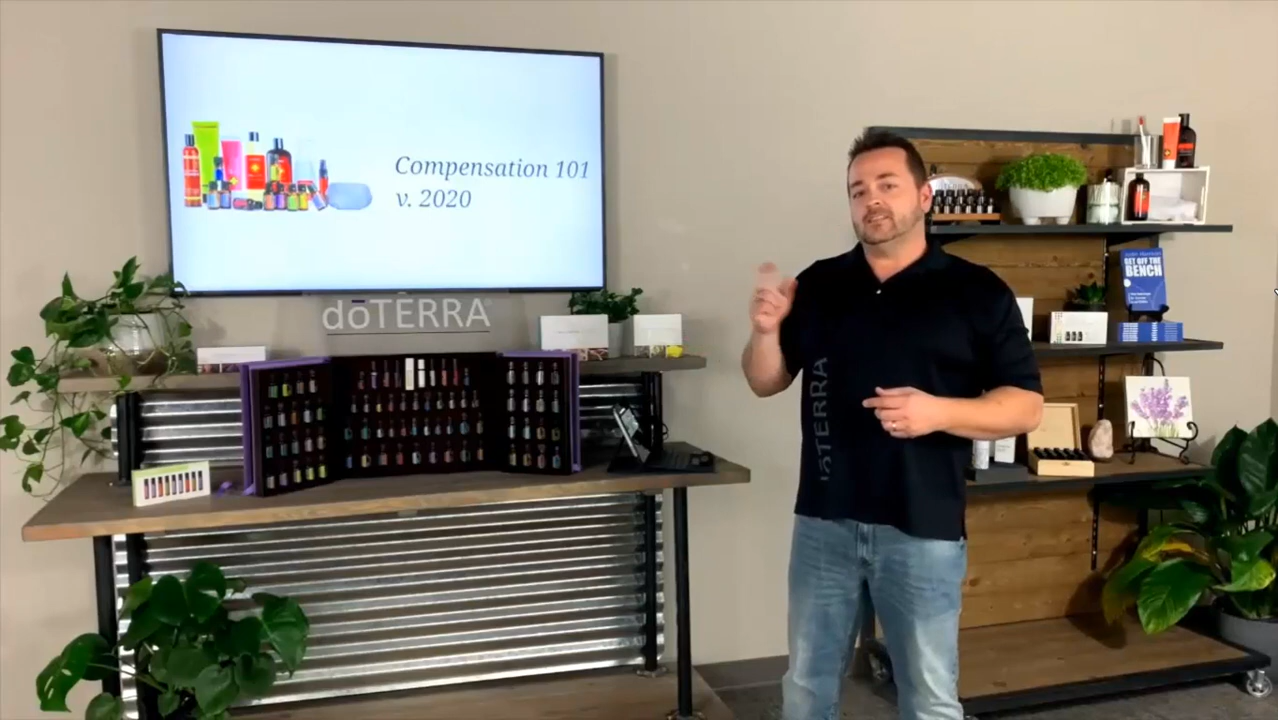 Compensation 101
v. 2020
dōTERRA
GET OFF THE
BENCH
dōTERRA